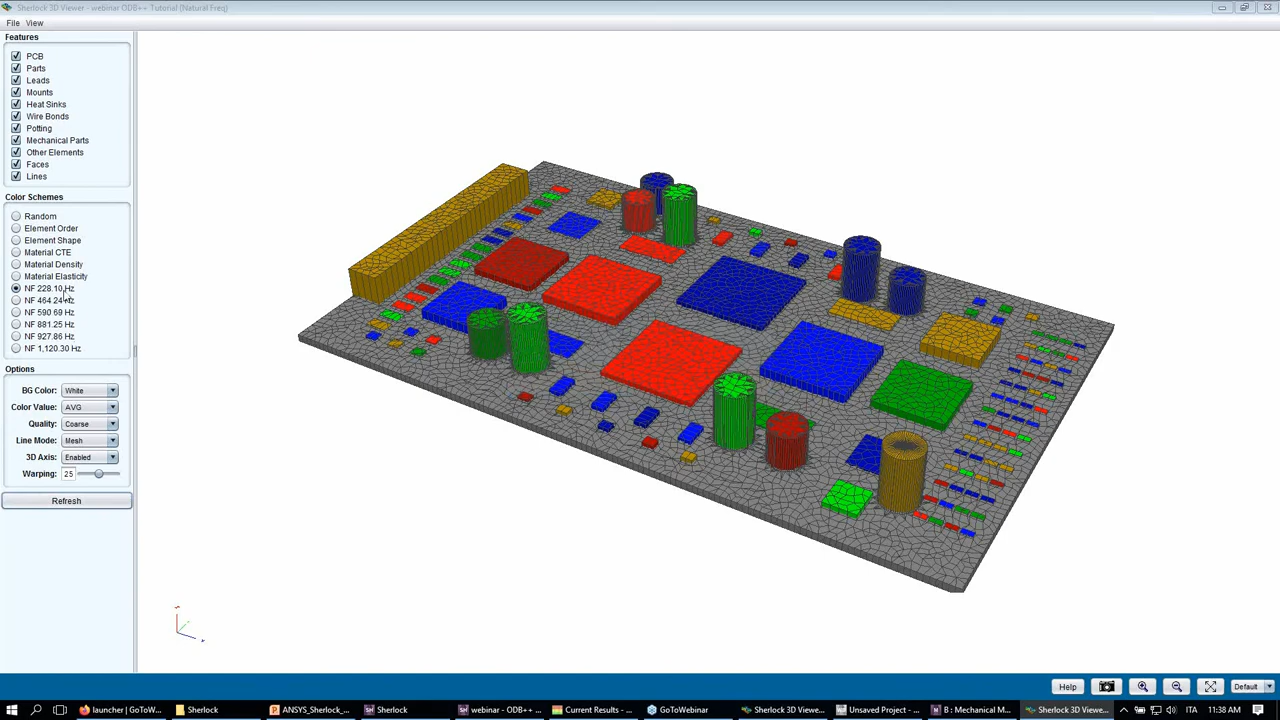 Sherlock 3D Viewer - webinar ODB++ Tutorial (Natural Freq)
File View
Features
PCB
Parts
Leads
Mounts
Heat Sinks
Wire Bonds
Potting
Mechanical Parts
Other Elements
Faces
Lines
Color Schemes
Random
Element Order
Element Shape
Material CTE
Material Density
Material Elasticity
NF 228.10 Hz
NF 464.24 Hz
NF 590.69 Hz
NF 881.25 Hz
NF 927.86 Hz
NF 1,120.30 Hz
Options
BG Color: White
Color Value: AVG
Quality: Coarse
Line Mode: Mesh
3D Axis: Enabled
Warping: 25
Refresh
Help Default
launcher | GoToW... Sherlock ANSYS_Sherlock_... Sherlock webinar - ODB++ ... Current Results - ... GoToWebinar Sherlock 3D Viewe... Unsaved Project - ... B : Mechanical M... Sherlock 3D Viewe... ITA 11:38 AM